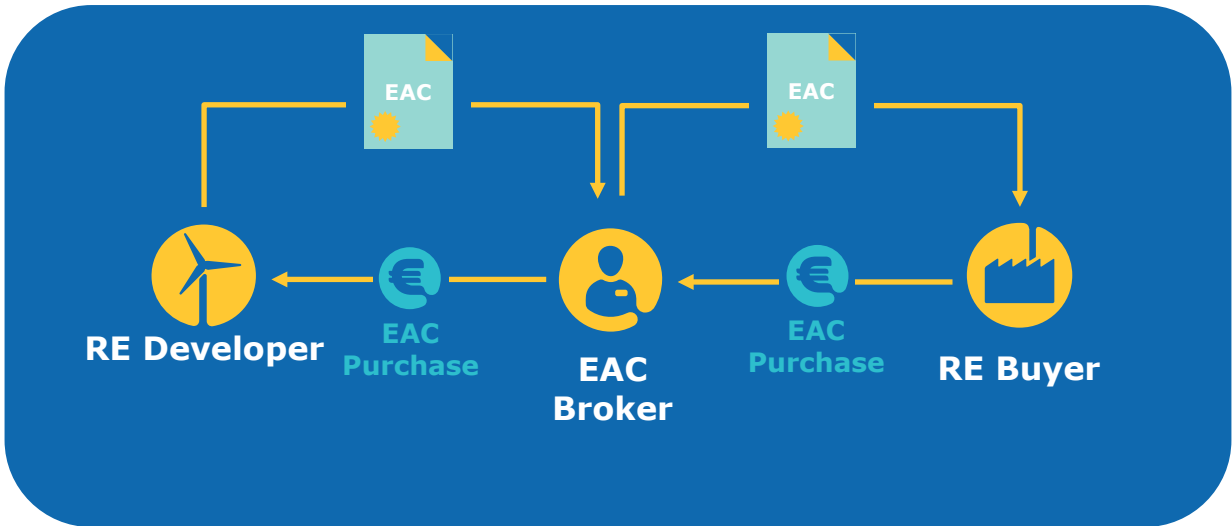 EAC
EAC
RE Developer
EAC
Purchase
EAC
Broker
EAC
Purchase
RE Buyer